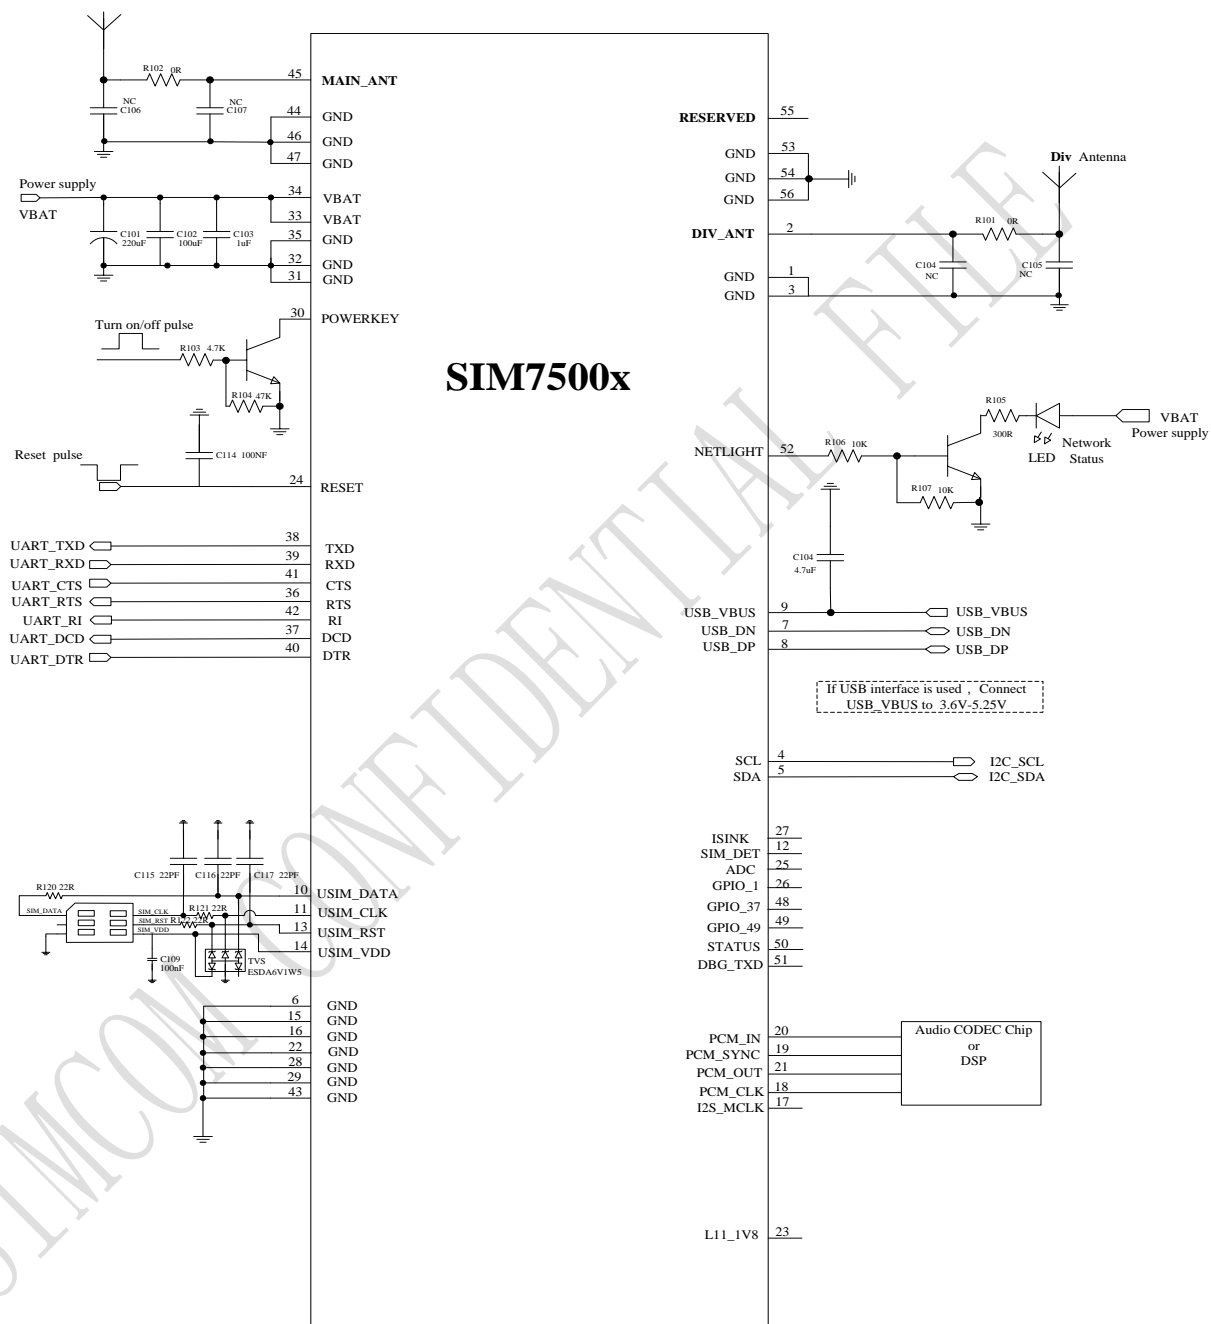 R102 0R
45
MAIN_ANT
NC
C106
NC
C107
44
GND
46
GND
47
GND
Power supply
VBAT
34
VBAT
33
VBAT
35
GND
32
GND
31
GND
C101
220uF
C102
100uF
C103
1uF
30
POWERKEY
Turn on/off pulse
R103 4.7K
R104 47K
C114 100NF
Reset pulse
24
RESET
UART_TXD
38
TXD
UART_RXD
39
RXD
UART_CTS
41
CTS
UART_RTS
36
RTS
UART_RI
42
RI
UART_DCD
37
DCD
UART_DTR
40
DTR
C115 22PF
C116 22PF
C117 22PF
R120 22R
SIM_DATA
SIM_CLK
R121 22R
SIM_RST
R122 22R
SIM_VDD
C109
100nF
TVS
ESDA6V1W5
10
USIM_DATA
11
USIM_CLK
13
USIM_RST
14
USIM_VDD
6
GND
15
GND
16
GND
22
GND
28
GND
29
GND
43
GND
SIM7500x
RESERVED
55
GND
53
GND
54
GND
56
Div Antenna
DIV_ANT
2
R101 0R
C104
NC
C105
NC
GND
1
GND
3
NETLIGHT
52
R106 10K
R107 10K
R105
300R
LED
Network
Status
VBAT
Power supply
C104
4.7uF
USB_VBUS
9
USB_VBUS
USB_DN
7
USB_DN
USB_DP
8
USB_DP
If USB interface is used , Connect
USB_VBUS to 3.6V-5.25V
SCL
4
I2C_SCL
SDA
5
I2C_SDA
ISINK
27
SIM_DET
12
ADC
25
GPIO_1
26
GPIO_37
48
GPIO_49
49
STATUS
50
DBG_TXD
51
PCM_IN
20
PCM_SYNC
19
PCM_OUT
21
PCM_CLK
18
I2S_MCLK
17
Audio CODEC Chip
or
DSP
L11_1V8
23
SIMCOM CONFIDENTIAL FILE